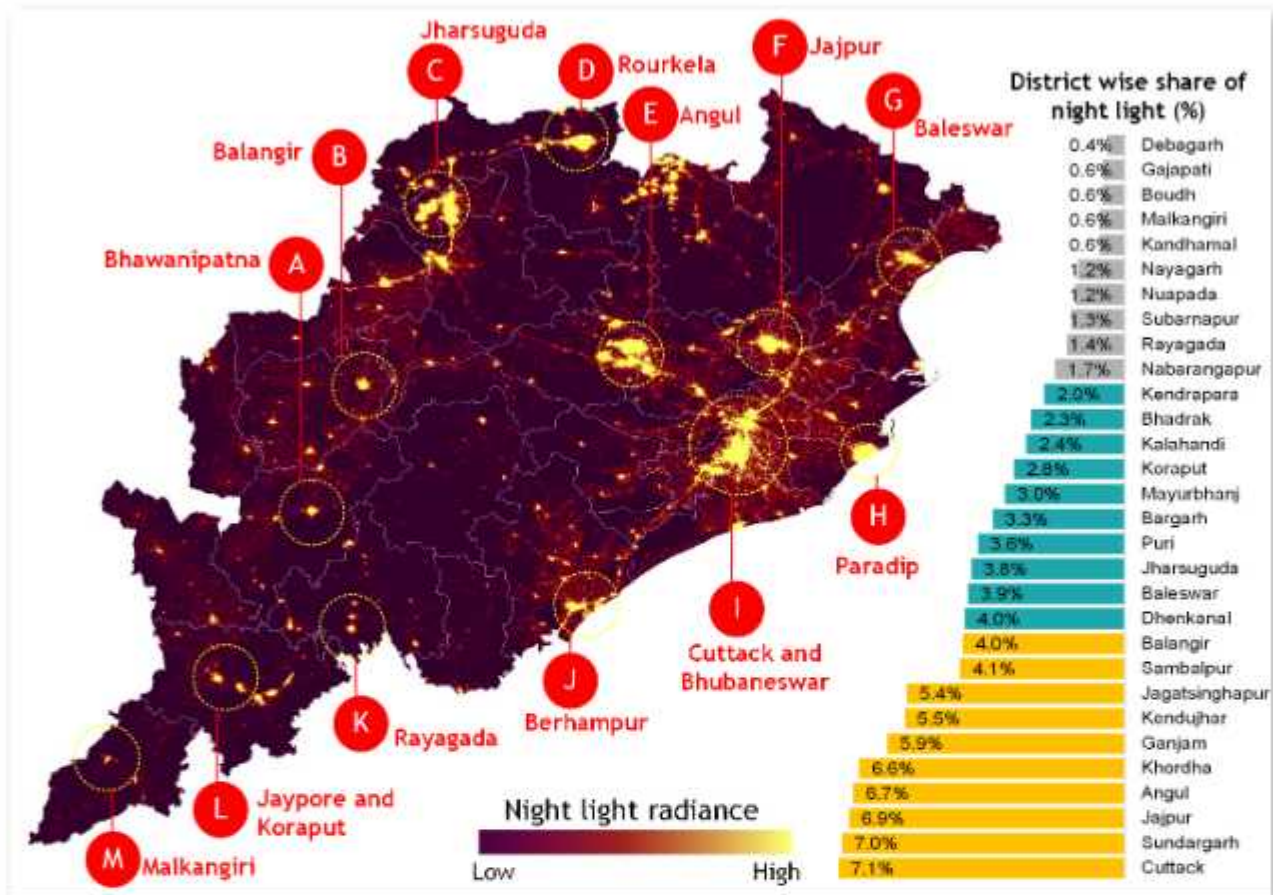 Jharsuguda
C
D
Rourkela
F
Jajpur
E
Angul
G
Baleswar
Balangir
B
Bhawanipatna
A
H
Paradip
I
Cuttack and
Bhubaneswar
J
Berhampur
K
Rayagada
L
Jaypore and
Koraput
M
Malkangiri
Night light radiance
Low
High
District wise share of
night light (%)
0.4% Debagarh
0.6% Gajapati
0.6% Boudh
0.6% Malkangiri
0.6% Kandhamal
1.2% Nayagarh
1.2% Nuapada
1.3% Subarnapur
1.4% Rayagada
1.7% Nabarangapur
2.0% Kendrapara
2.3% Bhadrak
2.4% Kalahandi
2.8% Koraput
3.0% Mayurbhanj
3.3% Bargarh
3.6% Puri
3.8% Jharsuguda
3.9% Baleswar
4.0% Dhenkanal
4.0% Balangir
4.1% Sambalpur
5.4% Jagatsinghapur
5.5% Kendujhar
5.9% Ganjam
6.6% Khordha
6.7% Angul
6.9% Jajpur
7.0% Sundargarh
7.1% Cuttack